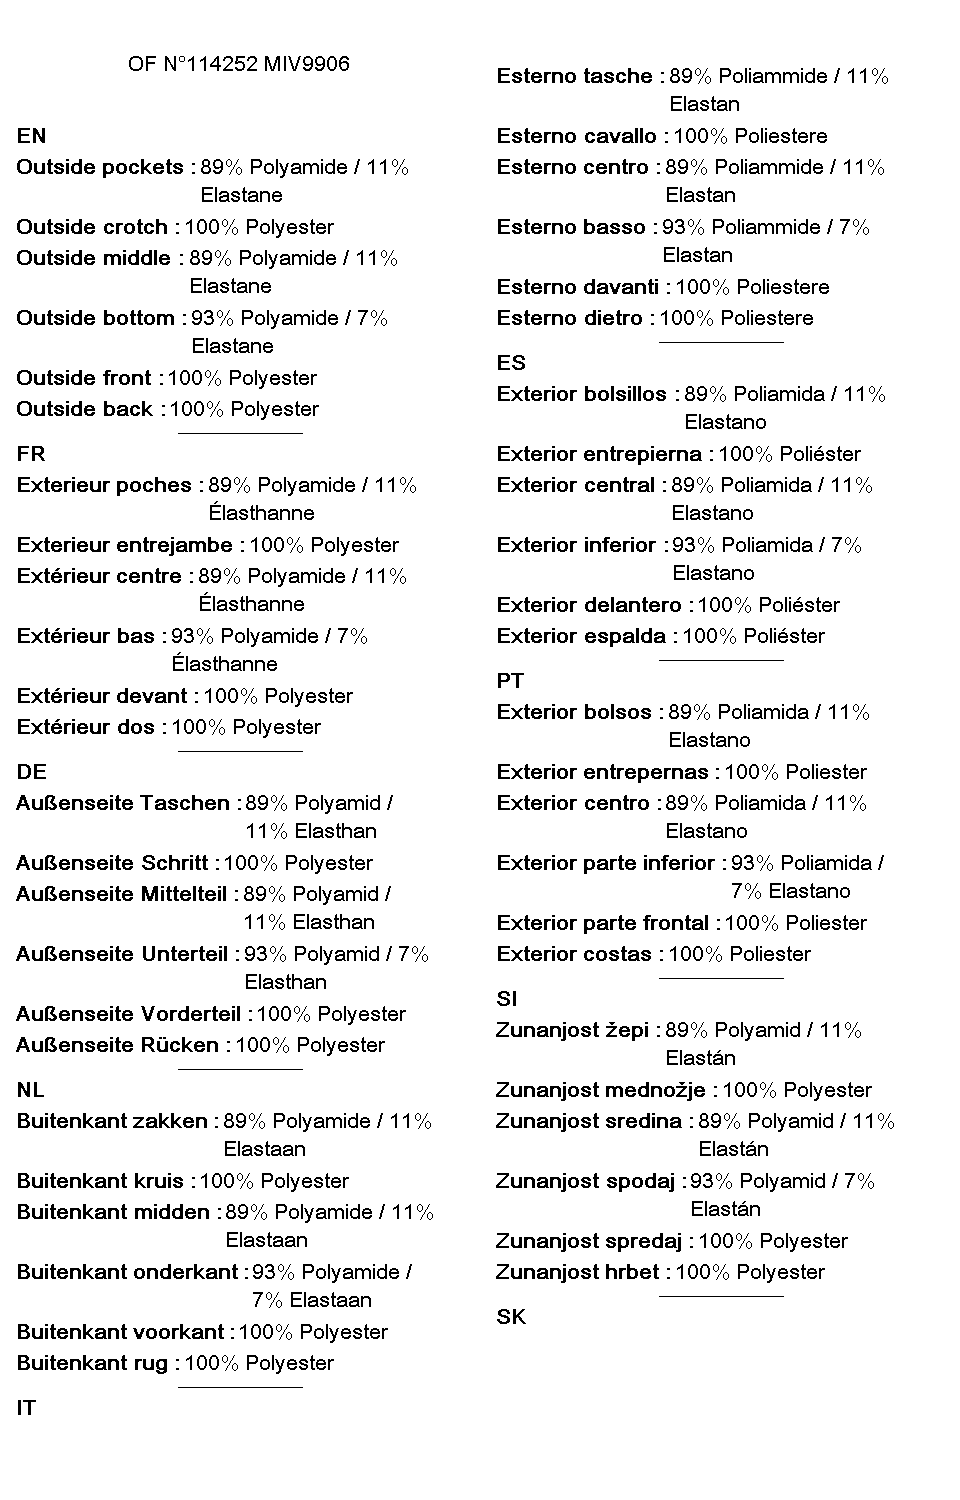 OF N°114252 MIV9906
EN
Outside pockets : 89% Polyamide / 11%
Elastane
Outside crotch : 100% Polyester
Outside middle : 89% Polyamide / 11%
Elastane
Outside bottom : 93% Polyamide / 7%
Elastane
Outside front : 100% Polyester
Outside back : 100% Polyester
FR
Exterieur poches : 89% Polyamide / 11%
Élasthanne
Exterieur entrejambe : 100% Polyester
Extérieur centre : 89% Polyamide / 11%
Élasthanne
Extérieur bas : 93% Polyamide / 7%
Élasthanne
Extérieur devant : 100% Polyester
Extérieur dos : 100% Polyester
DE
Außenseite Taschen : 89% Polyamid /
11% Elasthan
Außenseite Schritt : 100% Polyester
Außenseite Mittelteil : 89% Polyamid /
11% Elasthan
Außenseite Unterteil : 93% Polyamid / 7%
Elasthan
Außenseite Vorderteil : 100% Polyester
Außenseite Rücken : 100% Polyester
NL
Buitenkant zakken : 89% Polyamide / 11%
Elastaan
Buitenkant kruis : 100% Polyester
Buitenkant midden : 89% Polyamide / 11%
Elastaan
Buitenkant onderkant : 93% Polyamide /
7% Elastaan
Buitenkant voorkant : 100% Polyester
Buitenkant rug : 100% Polyester
IT
Esterno tasche : 89% Poliammide / 11%
Elastan
Esterno cavallo : 100% Poliestere
Esterno centro : 89% Poliammide / 11%
Elastan
Esterno basso : 93% Poliammide / 7%
Elastan
Esterno davanti : 100% Poliestere
Esterno dietro : 100% Poliestere
ES
Exterior bolsillos : 89% Poliamida / 11%
Elastano
Exterior entrepierna : 100% Poliéster
Exterior central : 89% Poliamida / 11%
Elastano
Exterior inferior : 93% Poliamida / 7%
Elastano
Exterior delantero : 100% Poliéster
Exterior espalda : 100% Poliéster
PT
Exterior bolsos : 89% Poliamida / 11%
Elastano
Exterior entrepernas : 100% Poliester
Exterior centro : 89% Poliamida / 11%
Elastano
Exterior parte inferior : 93% Poliamida /
7% Elastano
Exterior parte frontal : 100% Poliester
Exterior costas : 100% Poliester
SI
Zunanjost žepi : 89% Polyamid / 11%
Elastán
Zunanjost mednožje : 100% Polyester
Zunanjost sredina : 89% Polyamid / 11%
Elastán
Zunanjost spodaj : 93% Polyamid / 7%
Elastán
Zunanjost spredaj : 100% Polyester
Zunanjost hrbet : 100% Polyester
SK